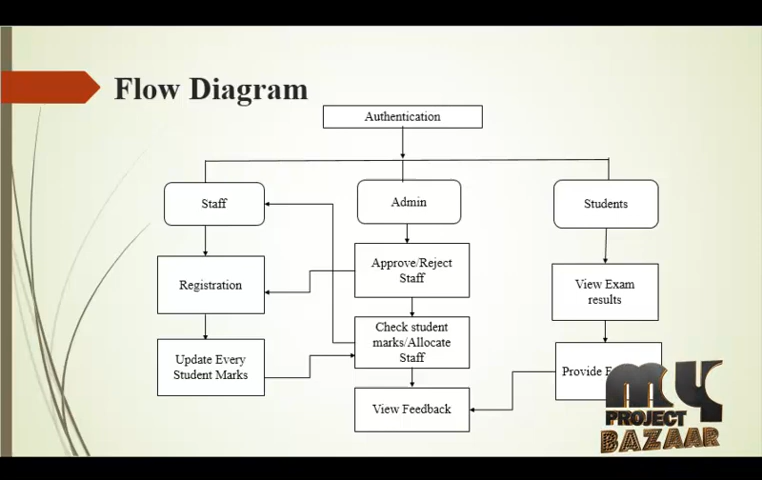 Flow Diagram
Authentication
Staff
Admin
Students
Registration
Approve/Reject
Staff
View Exam
results
Update Every
Student Marks
Check student
marks/Allocate
Staff
Provide
View Feedback
MY
PROJECT
BAZAAR